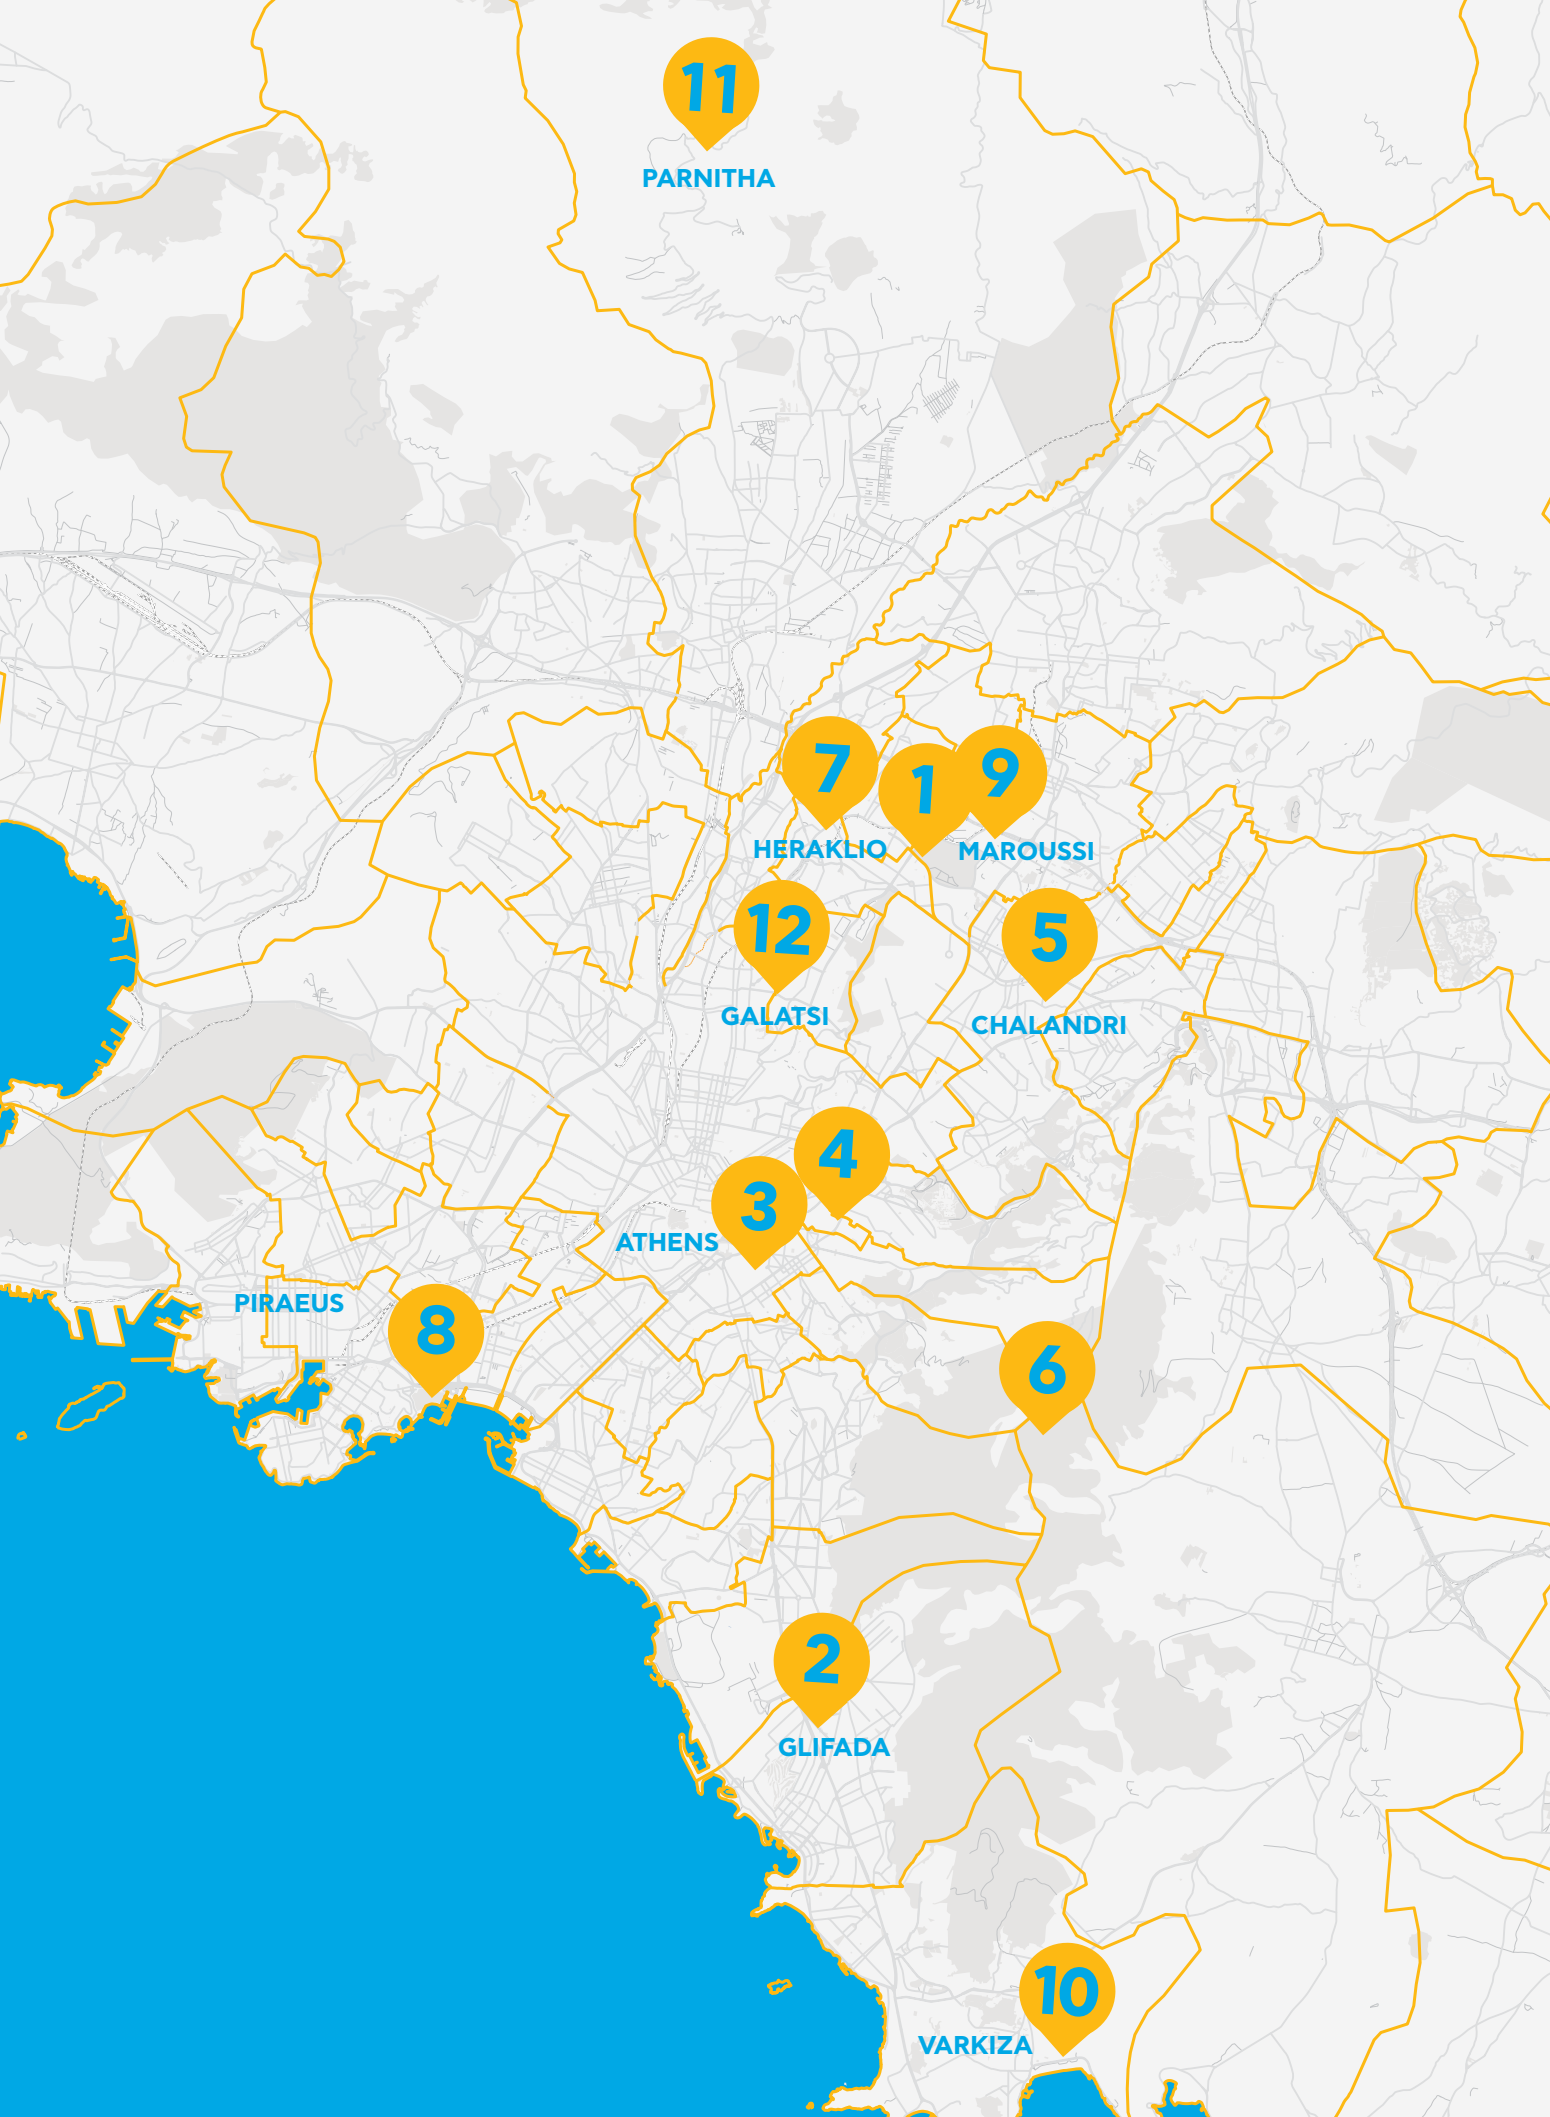 11
PARNITHA
7
1
9
HERAKLIO
MAROUSSI
12
5
GALATSI
CHALANDRI
4
3
ATHENS
PIRAEUS
8
6
2
GLIFADA
10
VARKIZA